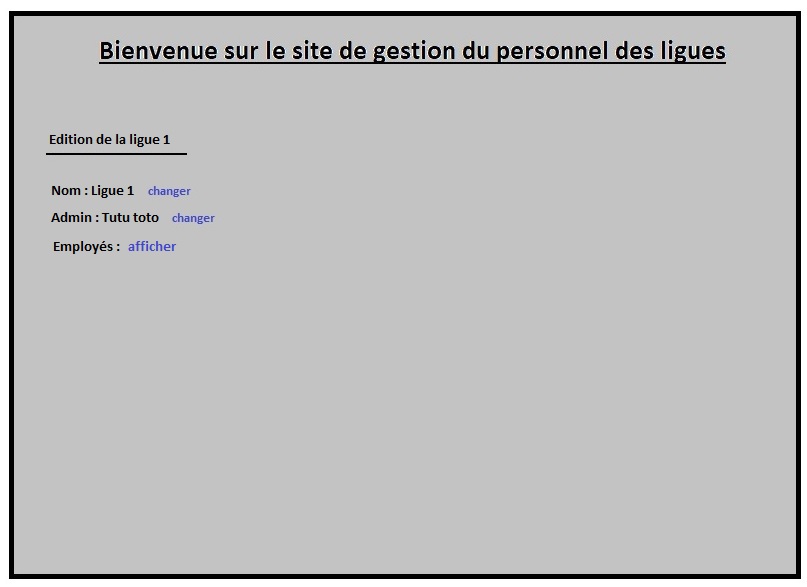 Bienvenue sur le site de gestion du personnel des ligues
Edition de la ligue 1
Nom : Ligue 1 changer
Admin : Tutu toto changer
Employés : afficher